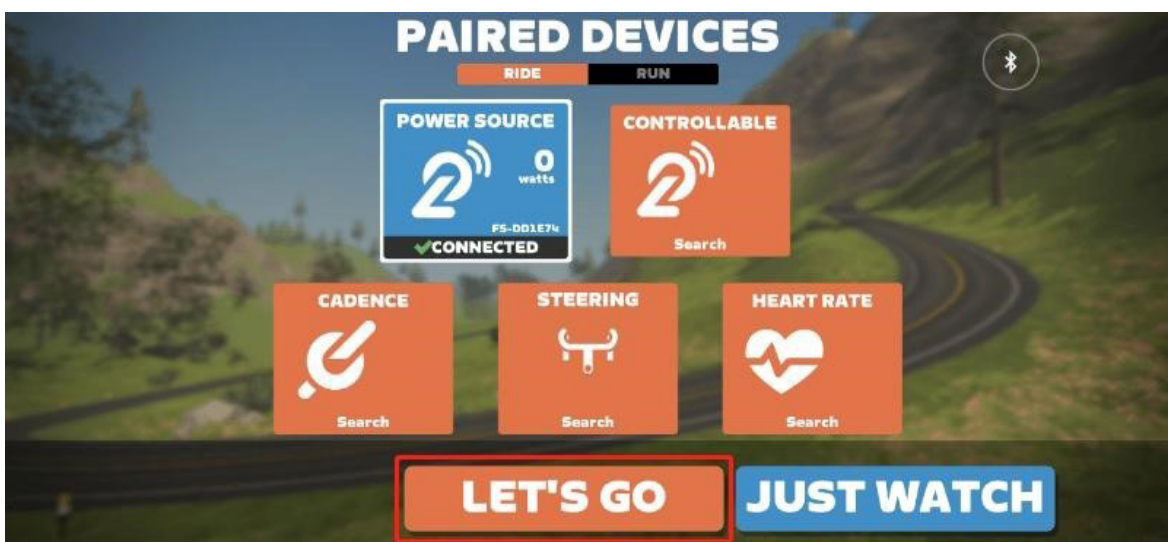 PAIRED DEVICES
RIDE
RUN
POWER SOURCE
0
watts
FS-DD1E74
CONNECTED
CONTROLLABLE
Search
CADENCE
Search
STEERING
Search
HEART RATE
Search
LET'S GO
JUST WATCH